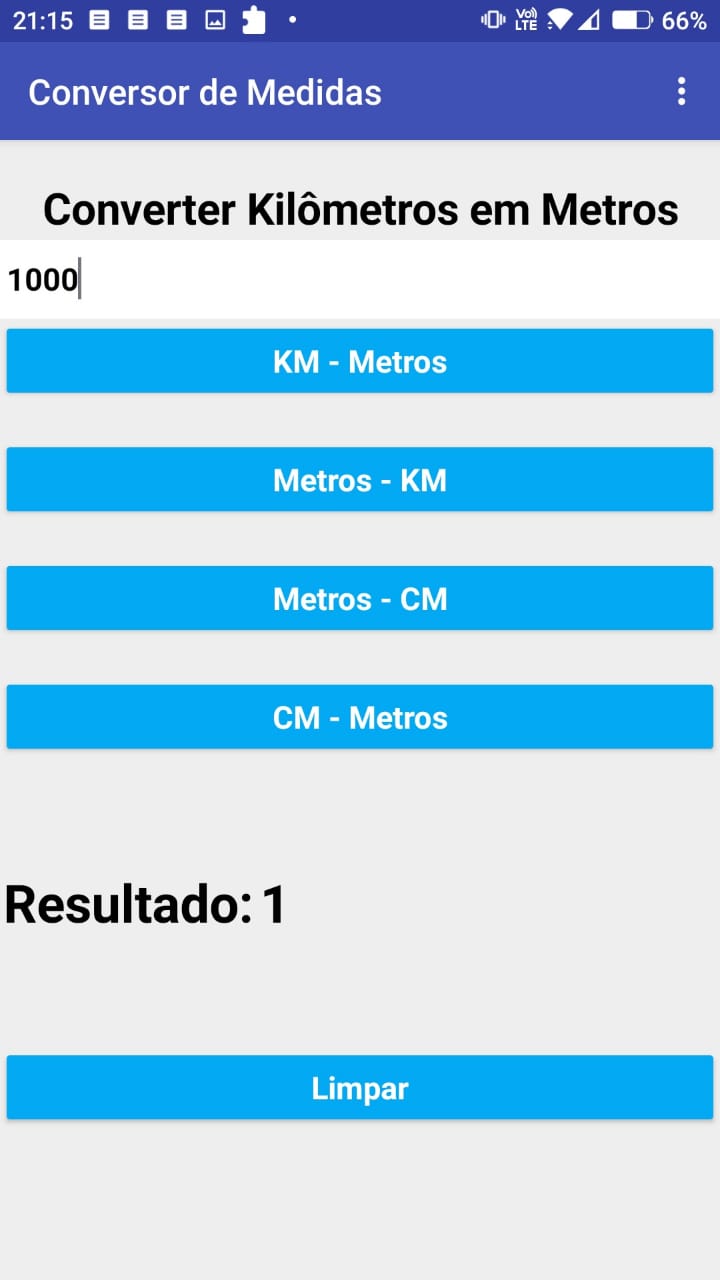 21:15
Vo)) LTE
66%
Conversor de Medidas
Converter Kilômetros em Metros
1000
KM - Metros
Metros - KM
Metros - CM
CM - Metros
Resultado: 1
Limpar